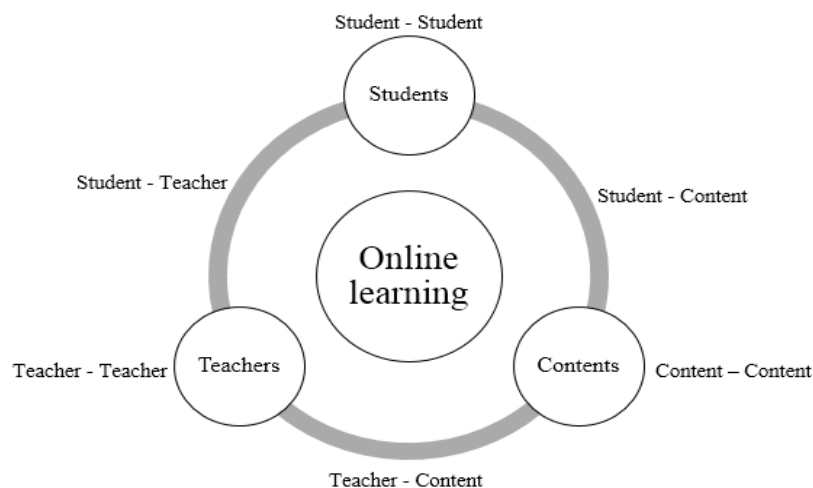 Student - Student
Students
Student - Teacher
Student - Content
Online
learning
Teacher - Teacher
Teachers
Contents
Content – Content
Teacher - Content